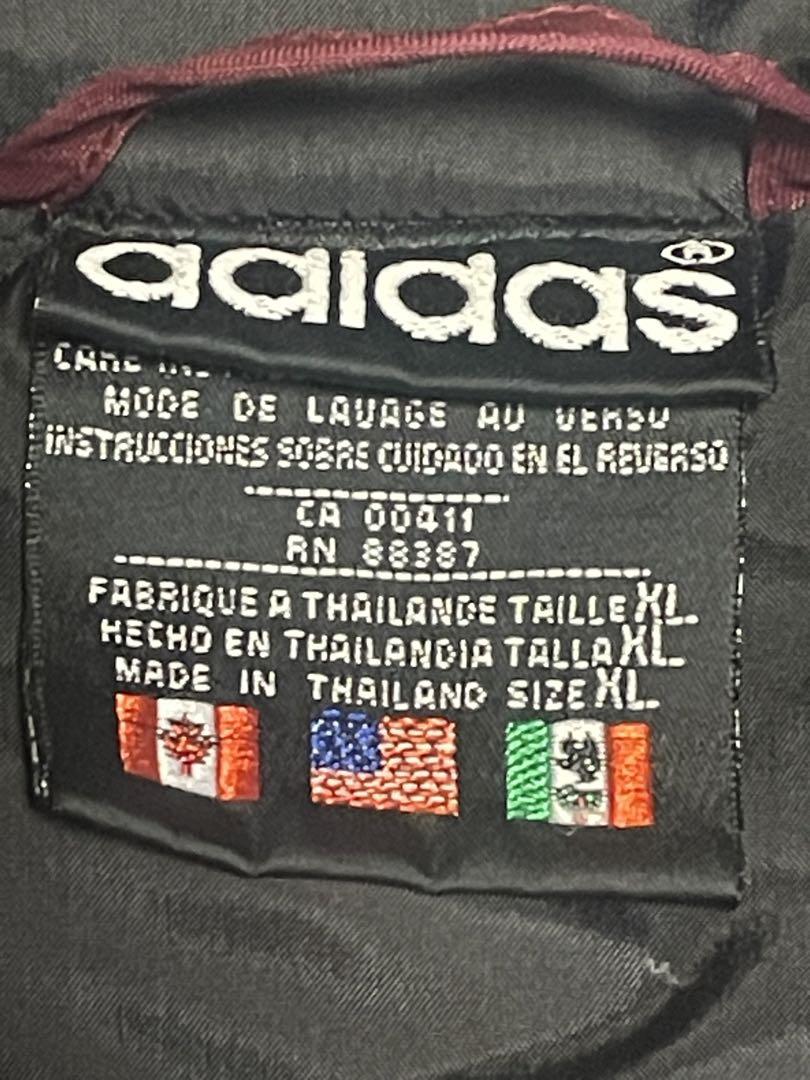 adidas
CARE
MODE DE LAVAGE AU VERSO
INSTRUCCIONES SOBRE CUIDADO EN EL REVERSO
CA 00411
RN 88387
FABRIQUE A THAILANDE TAILLE XL.
HECHO EN THAILANDIA TALLA XL.
MADE IN THAILAND SIZE XL.